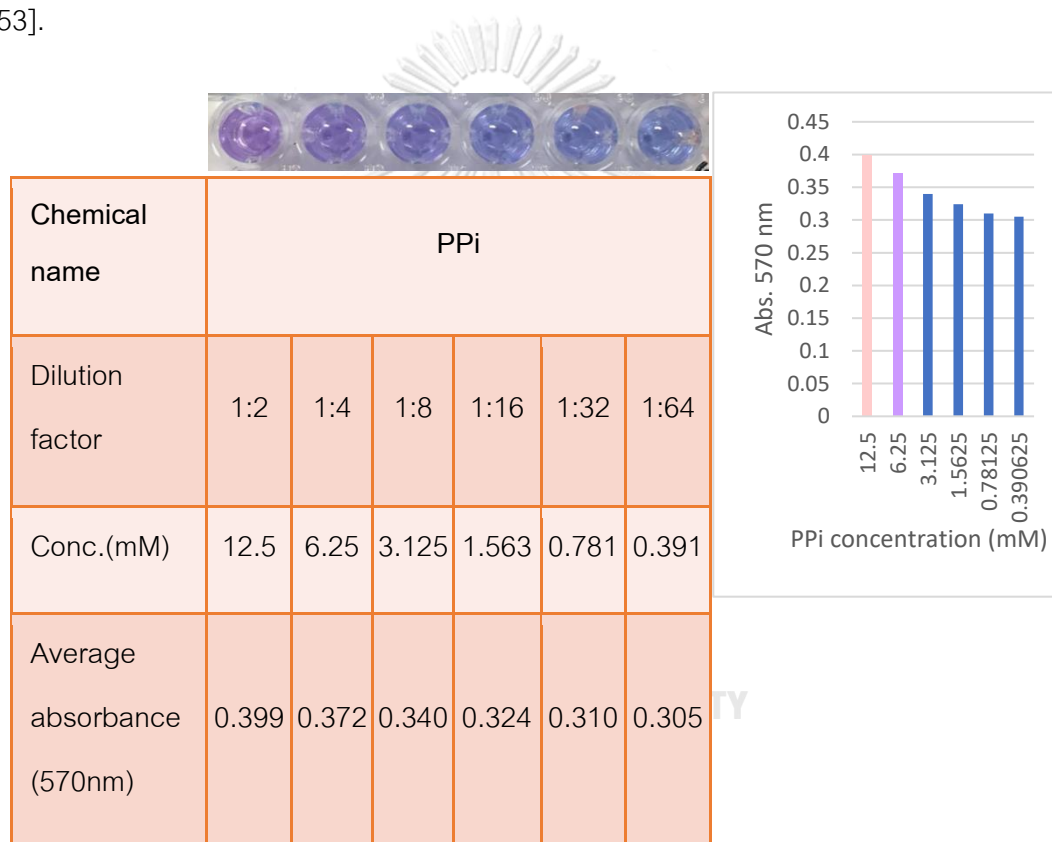 53].
Chemical
name
PPi
Dilution
factor
1:2 1:4 1:8 1:16 1:32 1:64
Conc.(mM) 12.5 6.25 3.125 1.563 0.781 0.391
Average
absorbance
(570nm)
0.399 0.372 0.340 0.324 0.310 0.305
0.45
0.4
0.35
0.3
0.25
0.2
0.15
0.1
0.05
0
Abs. 570 nm
12.5
6.25
3.125
1.5625
0.78125
0.390625
PPi concentration (mM)
TY